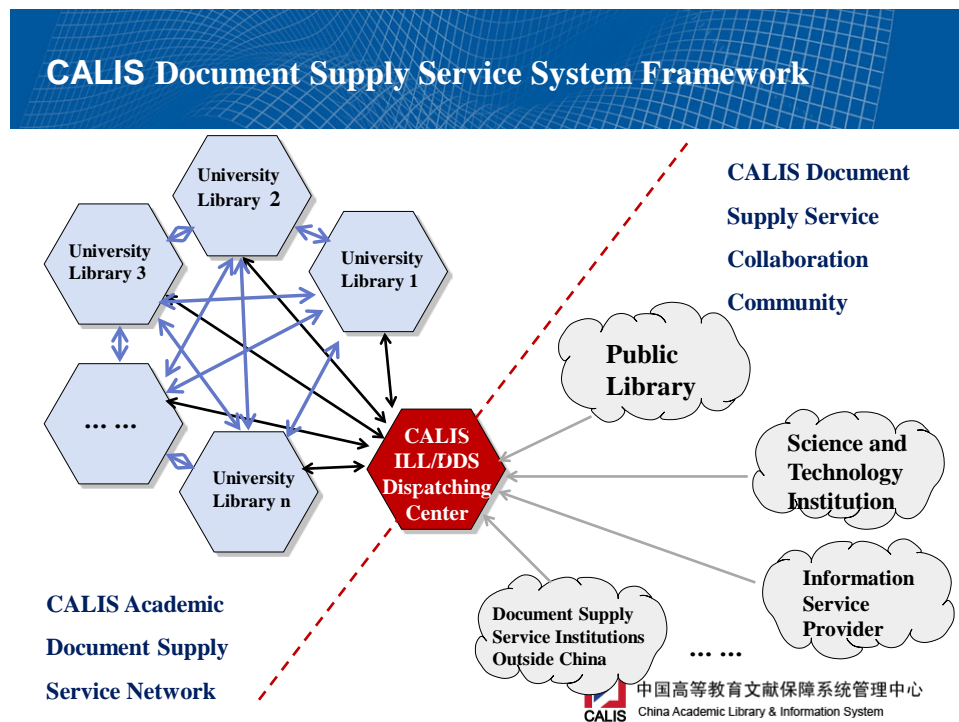 CALIS Document Supply Service System Framework
University
Library 2
University
Library 3
University
Library 1
... ...
University
Library n
CALIS
ILL/DDS
Dispatching
Center
CALIS Document
Supply Service
Collaboration
Community
Public
Library
Science and
Technology
Institution
Information
Service
Provider
Document Supply
Service Institutions
Outside China
... ...
CALIS Academic
Document Supply
Service Network
CALIS
中国高等教育文献保障系统管理中心
China Academic Library & Information System